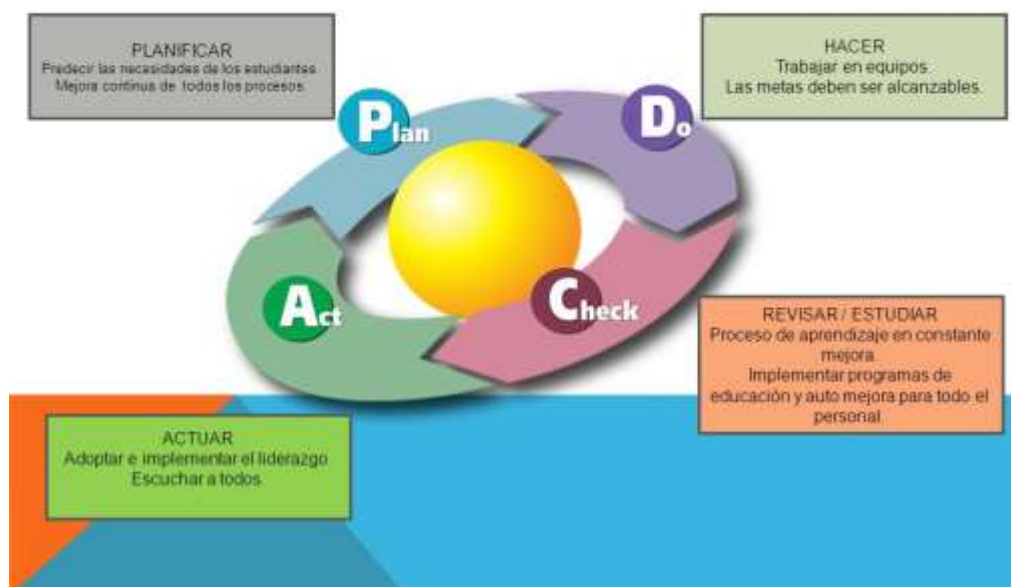 PLANIFICAR
Predecir las necesidades de los estudiantes
Mejora continua de todos los procesos.
HACER
Trabajar en equipos
Las metas deben ser alcanzables.
Plan
Do
Check
Act
REVISAR / ESTUDIAR
Proceso de aprendizaje en constante
mejora
Implementar programas de
educación y auto mejora para todo el
personal.
ACTUAR
Adoptar e implementar el liderazgo
Escuchar a todos